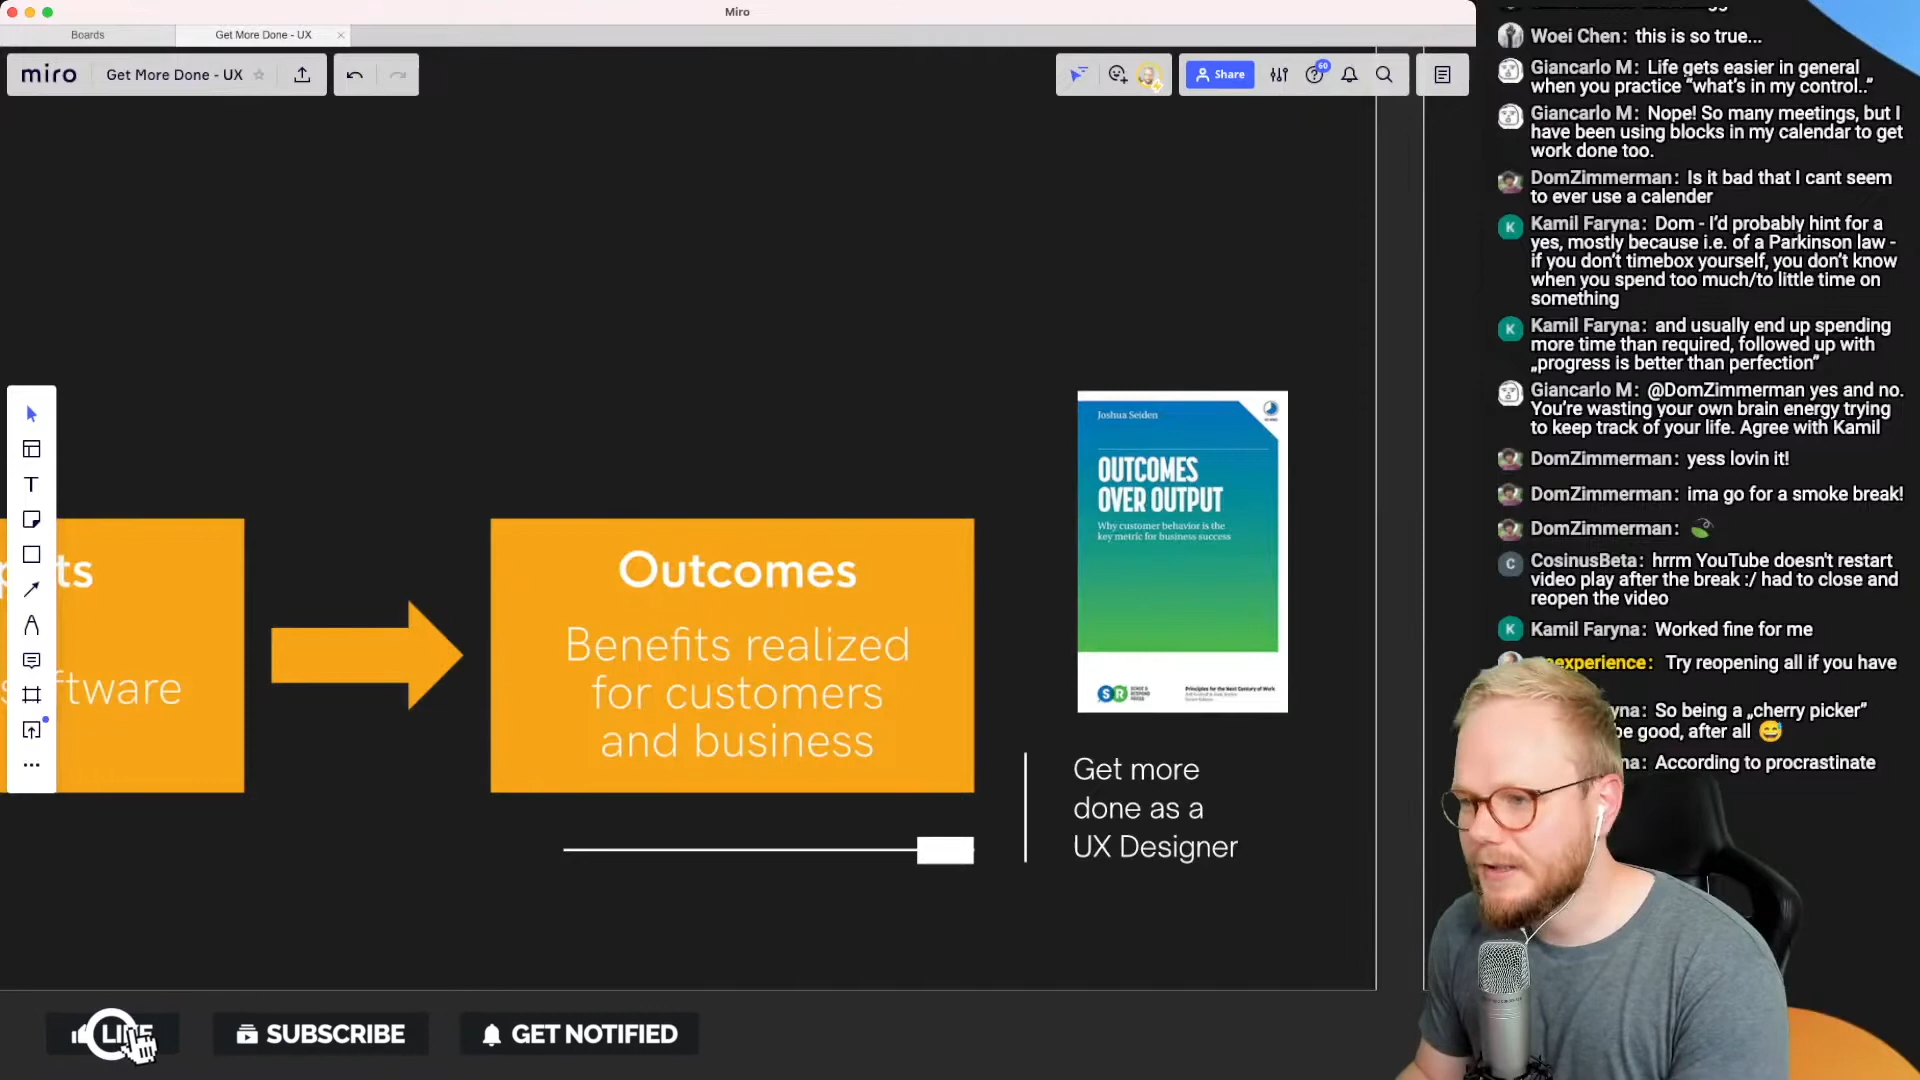 Miro
Boards
Get More Done - UX
miro
Get More Done - UX
Share
60
Joshua Seiden
OUTCOMES
OVER OUTPUT
Why customer behavior is the
key metric for business success
SR
Principles for the Next Century of Work
ts
ftware
Outcomes
Benefits realized
for customers
and business
Get more
done as a
UX Designer
SUBSCRIBE
GET NOTIFIED
Woei Chen: this is so true...
Giancarlo M: Life gets easier in general
when you practice “what’s in my control..”
Giancarlo M: Nope! So many meetings, but I
have been using blocks in my calendar to get
work done too.
DomZimmerman: Is it bad that I cant seem
to ever use a calender
K
Kamil Faryna: Dom - I’d probably hint for a
yes, mostly because i.e. of a Parkinson law -
if you don’t timebox yourself, you don’t know
when you spend too much/to little time on
something
K
Kamil Faryna: and usually end up spending
more time than required, followed up with
„progress is better than perfection”
Giancarlo M: @DomZimmerman yes and no.
You’re wasting your own brain energy trying
to keep track of your life. Agree with Kamil
DomZimmerman: yess lovin it!
DomZimmerman: ima go for a smoke break!
DomZimmerman:
C
CosinusBeta: hrrm YouTube doesn't restart
video play after the break :/ had to close and
reopen the video
K
Kamil Faryna: Worked fine for me
experience: Try reopening all if you have
yna: So being a „cherry picker”
be good, after all
na: According to procrastinate